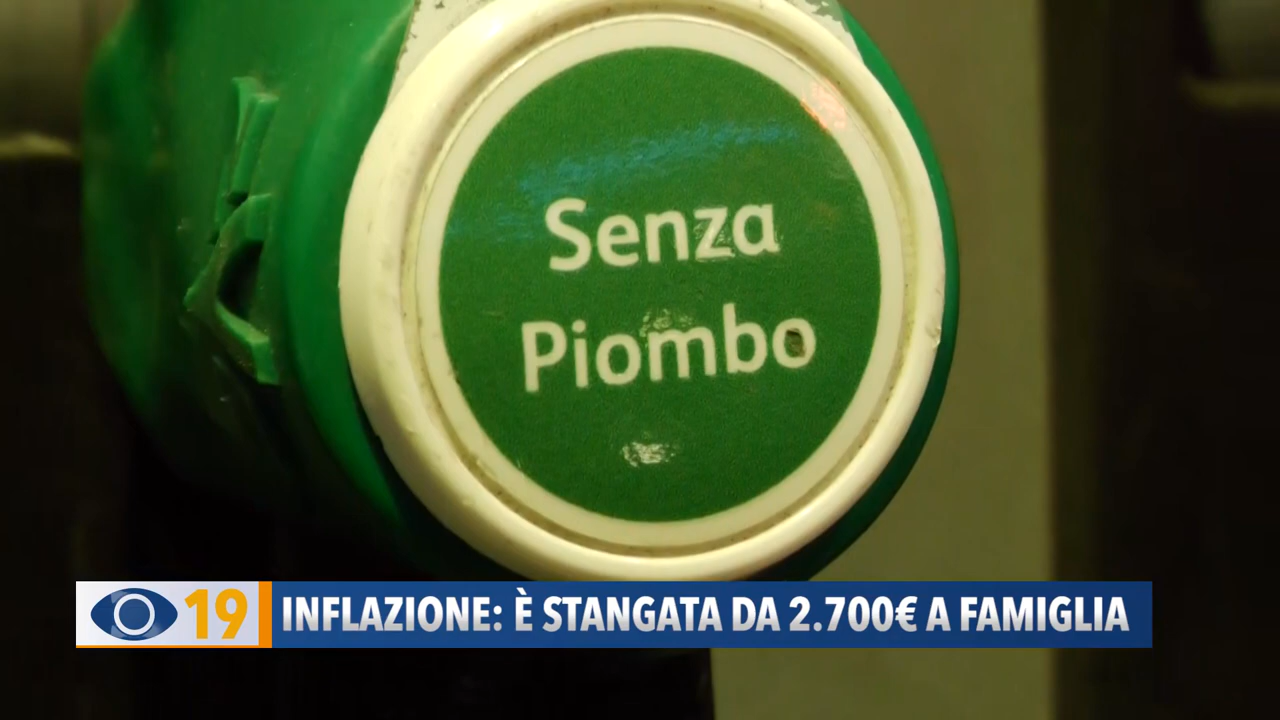 Senza
Piombo
19 INFLAZIONE: È STANGATA DA 2.700€ A FAMIGLIA